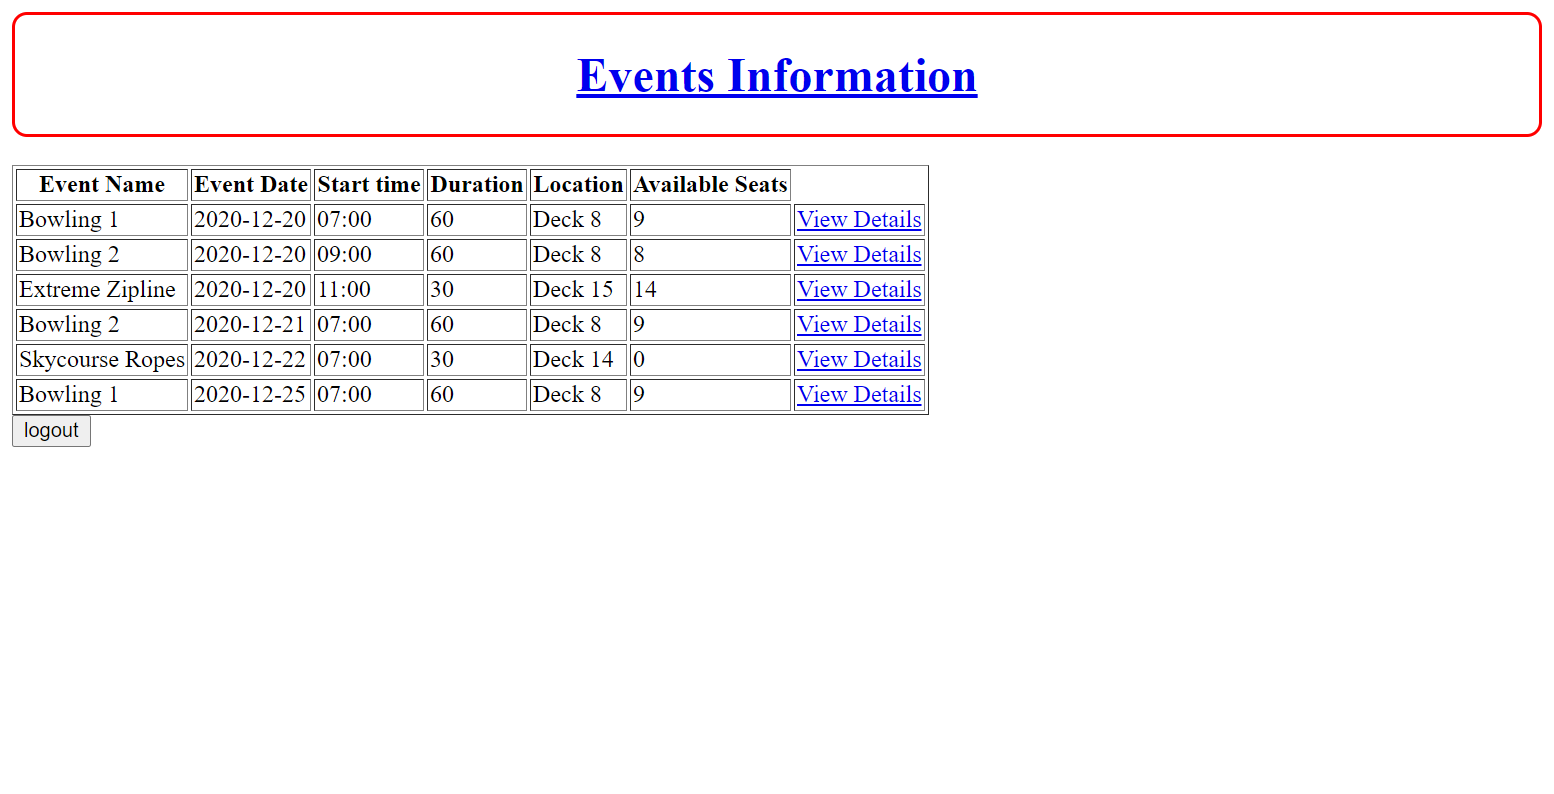 Events Information
Event Name Event Date Start time Duration Location Available Seats
Bowling 1 2020-12-20 07:00 60 Deck 8 9 View Details
Bowling 2 2020-12-20 09:00 60 Deck 8 8 View Details
Extreme Zipline 2020-12-20 11:00 30 Deck 15 14 View Details
Bowling 2 2020-12-21 07:00 60 Deck 8 9 View Details
Skycourse Ropes 2020-12-22 07:00 30 Deck 14 0 View Details
Bowling 1 2020-12-25 07:00 60 Deck 8 9 View Details
logout